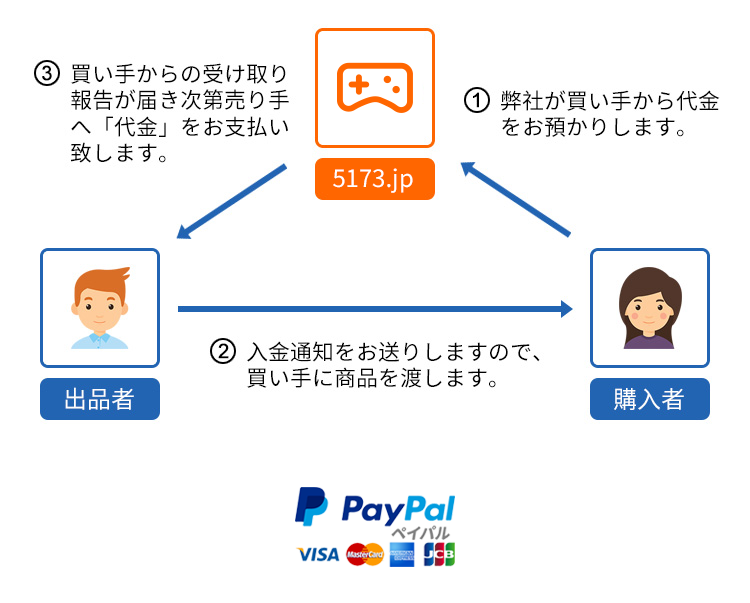 ③ 買い手からの受け取り
報告が届き次第売り手
へ「代金」をお支払い
致します。
① 弊社が買い手から代金
をお預かりします。
5173.jp
② 入金通知をお送りしますので、
買い手に商品を渡します。
出品者
購入者
PayPal
ペイパル
VISA MasterCard AMERICAN EXPRESS JCB